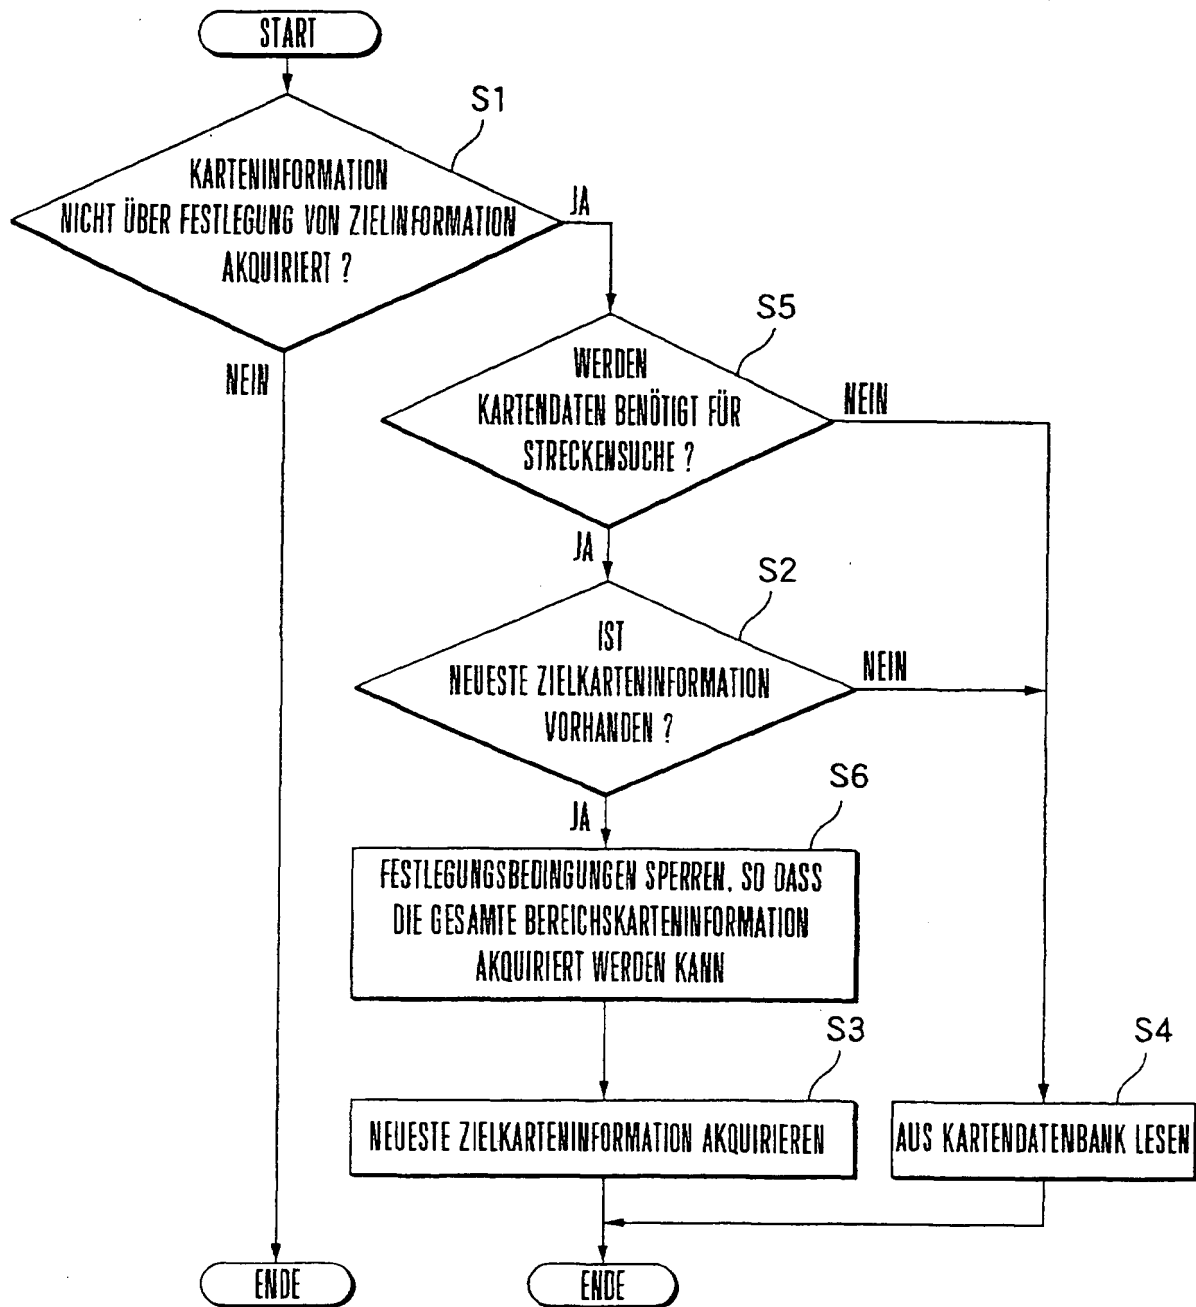 START
S1
KARTENINFORMATION
NICHT ÜBER FESTLEGUNG VON ZIELINFORMATION
AKQUIRIERT ?
JA
NEIN
S5
WERDEN
KARTENDATEN BENÖTIGT FÜR
STRECKENSUCHE ?
NEIN
JA
S2
IST
NEUESTE ZIELKARTENINFORMATION
VORHANDEN ?
NEIN
JA
S6
FESTLEGUNGSBEDINGUNGEN SPERREN, SO DASS
DIE GESAMTE BEREICHSKARTENINFORMATION
AKQUIRIERT WERDEN KANN
S3
NEUESTE ZIELKARTENINFORMATION AKQUIRIEREN
S4
AUS KARTENDATENBANK LESEN
ENDE
ENDE